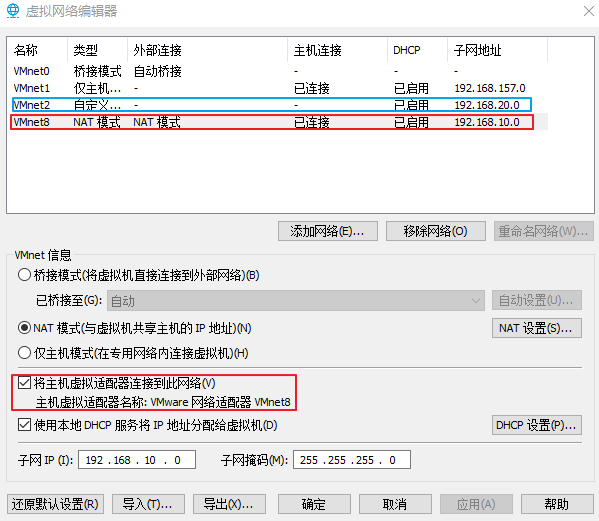 虚拟网络编辑器
名称 类型 外部连接 主机连接 DHCP 子网地址
VMnet0 桥接模式 自动桥接 - - -
VMnet1 仅主机... - 已连接 已启用 192.168.157.0
VMnet2 自定义... - - 已启用 192.168.20.0
VMnet8 NAT 模式 NAT 模式 已连接 已启用 192.168.10.0
添加网络(E)... 移除网络(O) 重命名网络(W)...
VMnet 信息
桥接模式(将虚拟机直接连接到外部网络)(B)
已桥接至(G): 自动 自动设置(U)...
NAT 模式(与虚拟机共享主机的 IP 地址)(N) NAT 设置(S)...
仅主机模式(在专用网络内连接虚拟机)(H)
将主机虚拟适配器连接到此网络(V)
主机虚拟适配器名称: VMware 网络适配器 VMnet8
使用本地 DHCP 服务将 IP 地址分配给虚拟机(D) DHCP 设置(P)...
子网 IP (I): 192 . 168 . 10 . 0 子网掩码(M): 255 . 255 . 255 . 0
还原默认设置(R) 导入(T)... 导出(X)... 确定 取消 应用(A) 帮助